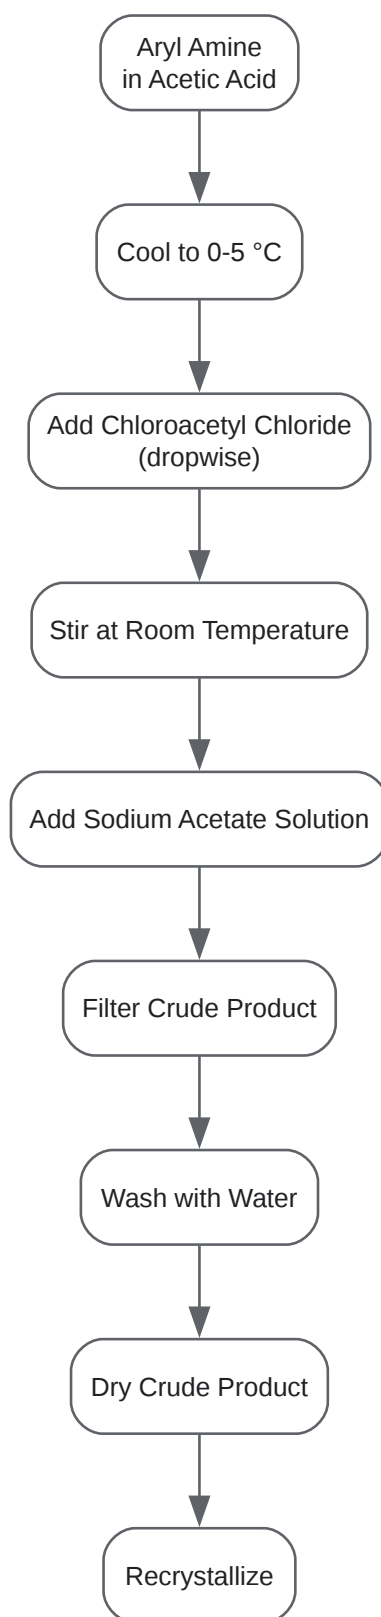 Aryl Amine
in Acetic Acid
Cool to 0-5 °C
Add Chloroacetyl Chloride
(dropwise)
Stir at Room Temperature
Add Sodium Acetate Solution
Filter Crude Product
Wash with Water
Dry Crude Product
Recrystallize